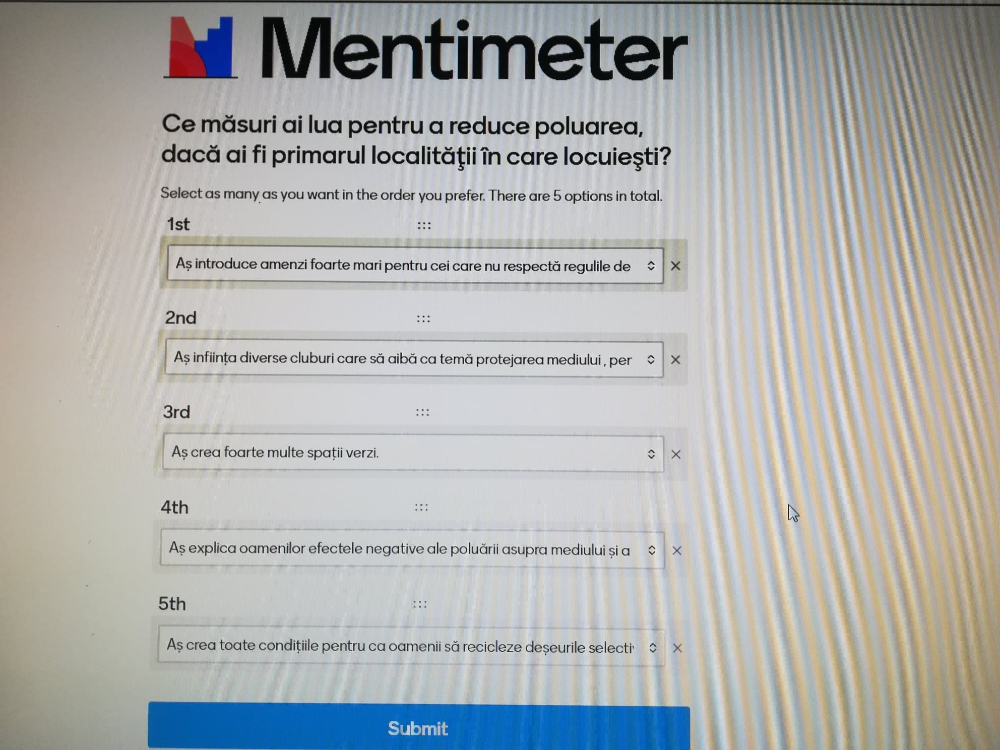 Mentimeter
Ce măsuri ai lua pentru a reduce poluarea,
dacă ai fi primarul localităţii în care locuieşti?
Select as many as you want in the order you prefer. There are 5 options in total.
1st
Aș introduce amenzi foarte mari pentru cei care nu respectă regulile de
2nd
Aș inființa diverse cluburi care să aibă ca temă protejarea mediului, per
3rd
Aș crea foarte multe spații verzi.
4th
Aș explica oamenilor efectele negative ale poluării asupra mediului și a
5th
Aș crea toate condițiile pentru ca oamenii să recicleze deșeurile selecti
Submit